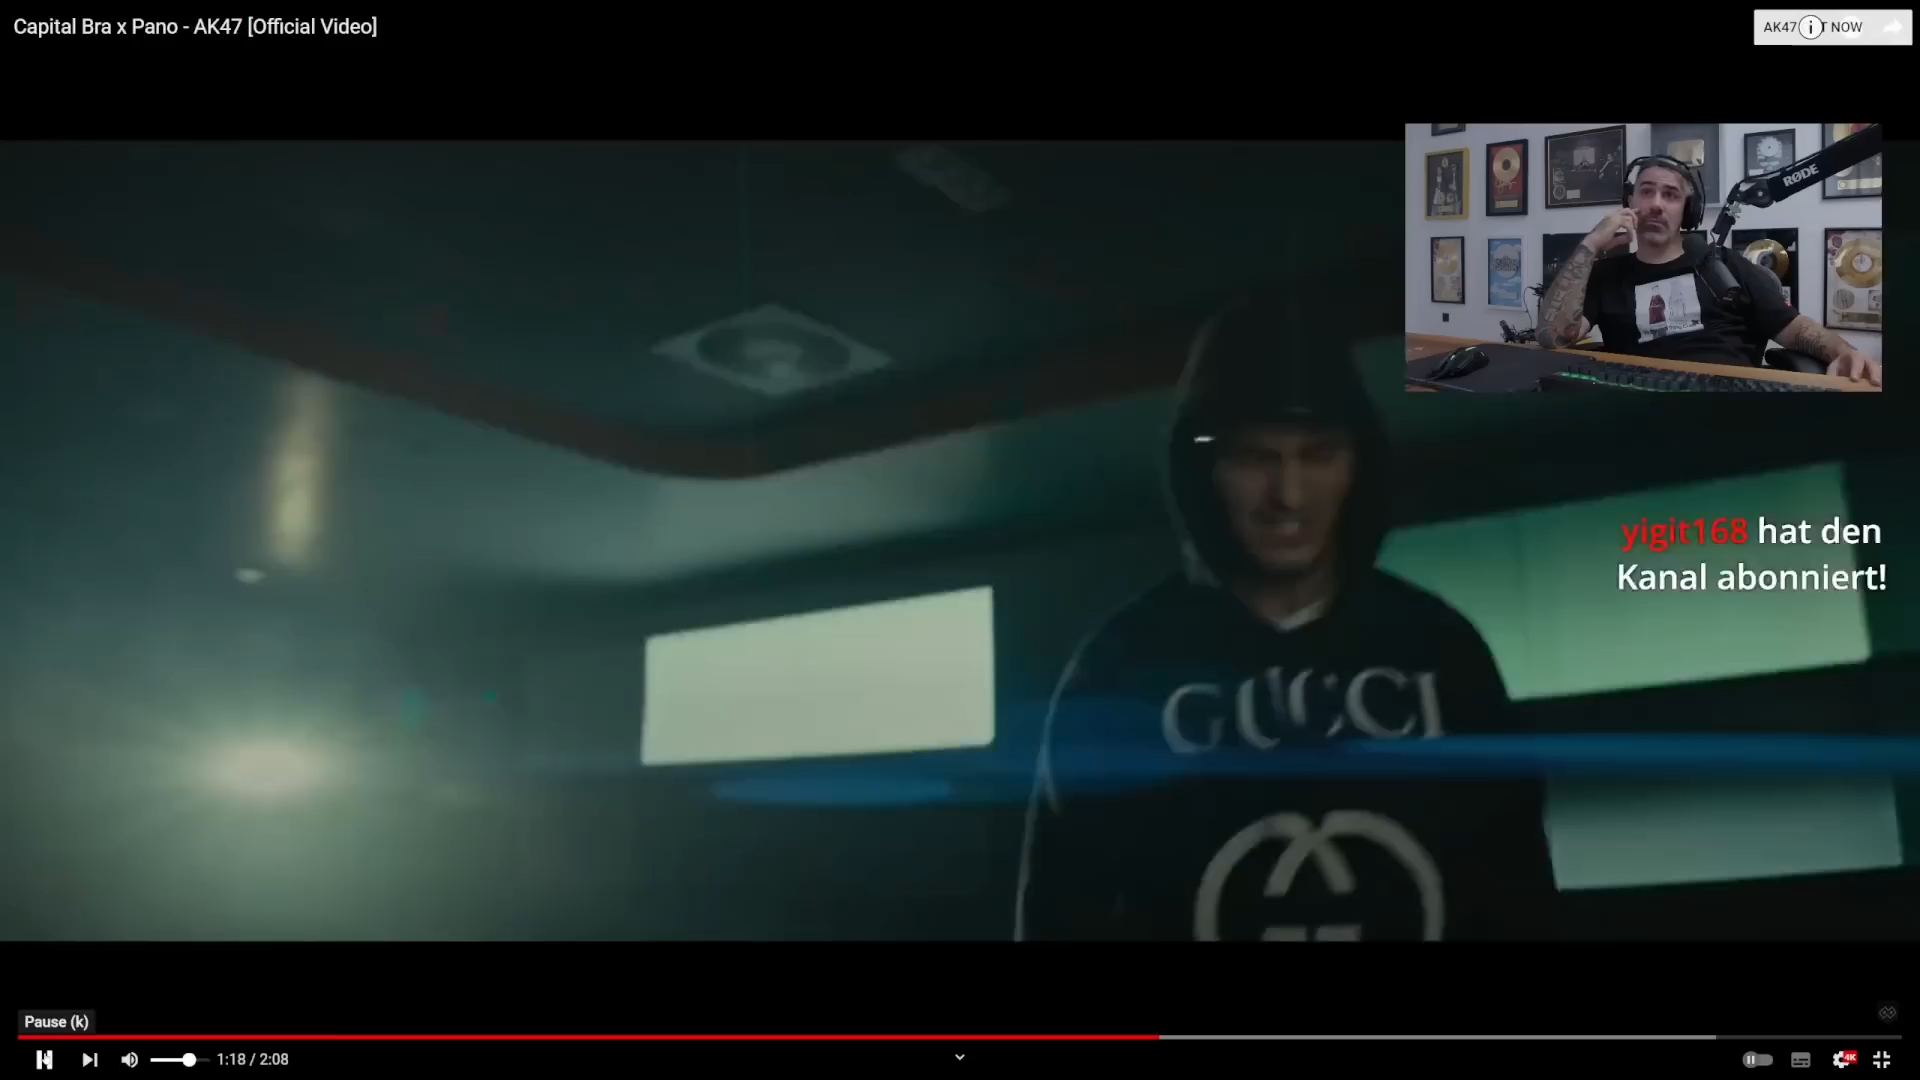 Capital Bra x Pano - AK47 [Official Video]
AK47 T NOW
RØDE
yigit168 hat den
Kanal abonniert!
GUCCI
Pause (k)
1:18 / 2:08
4K